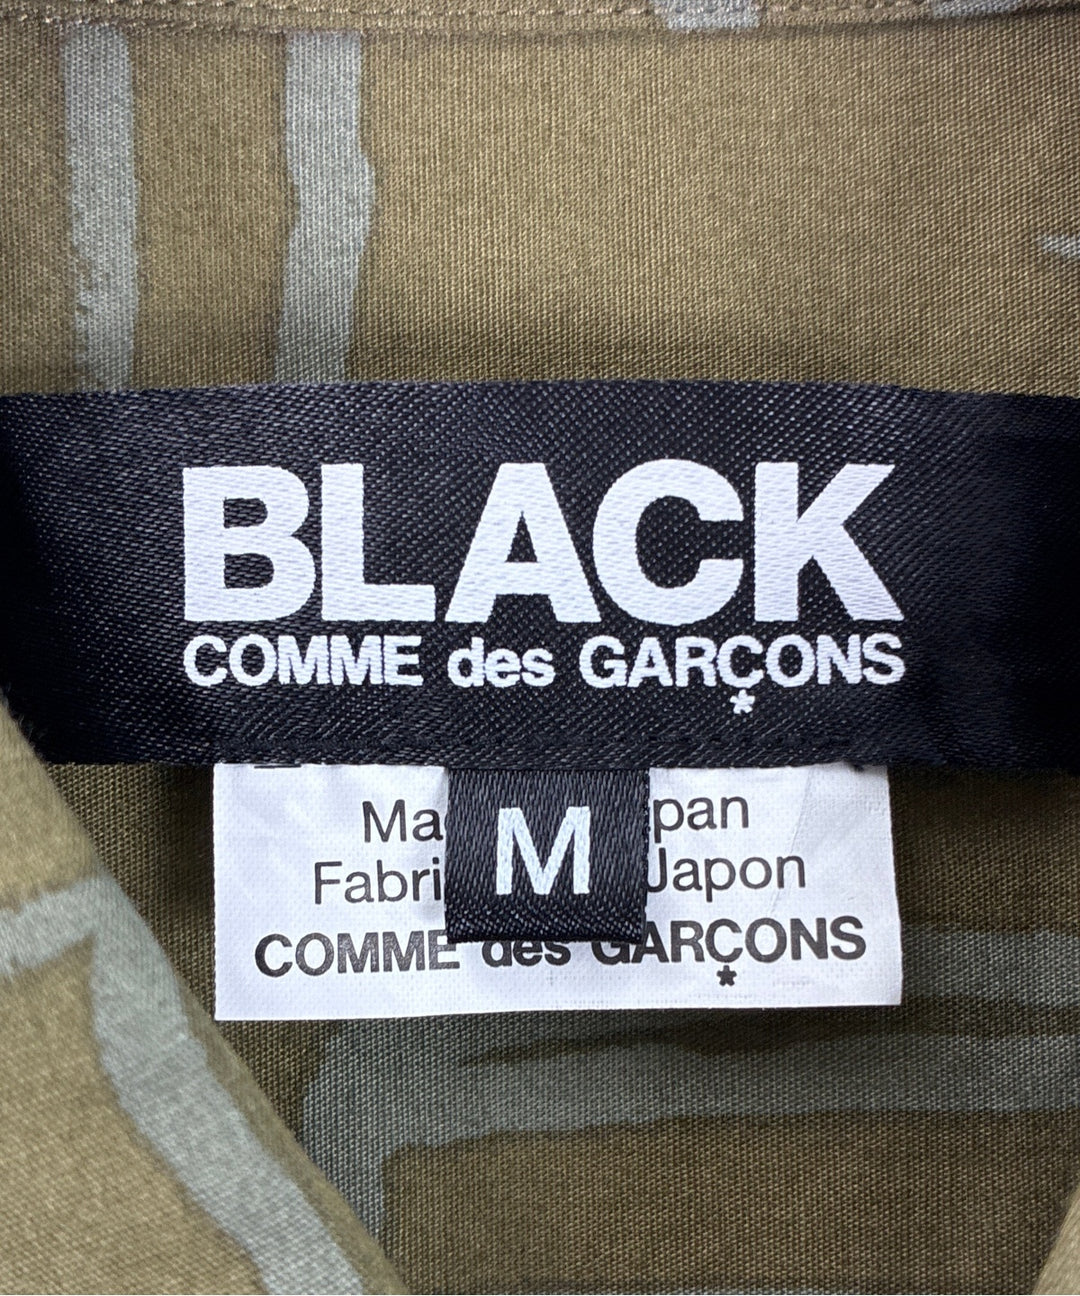 BLACK
COMME des GARÇONS
Ma pan
M
Fabri Japon
COMME des GARÇONS